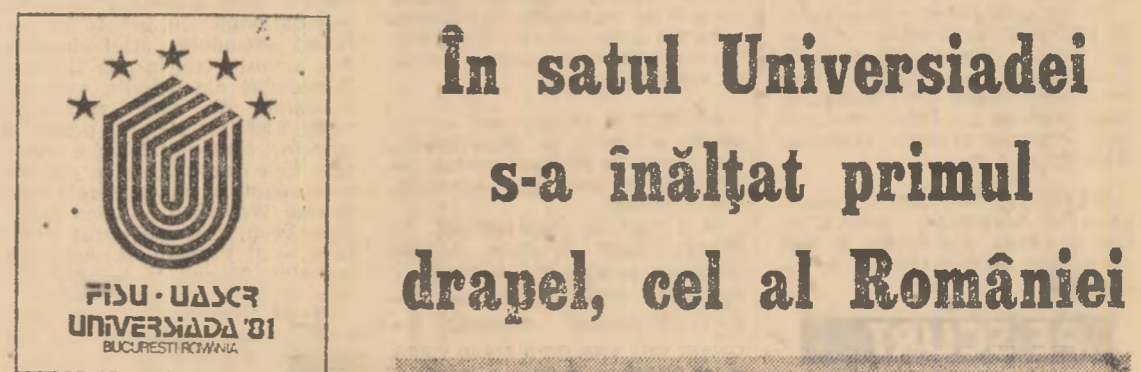 FISU · UASCR
UNIVERSIADA '81
BUCUREȘTI ROMÂNIA
În satul Universiadei
s-a înălțat primul
drapel, cel al României